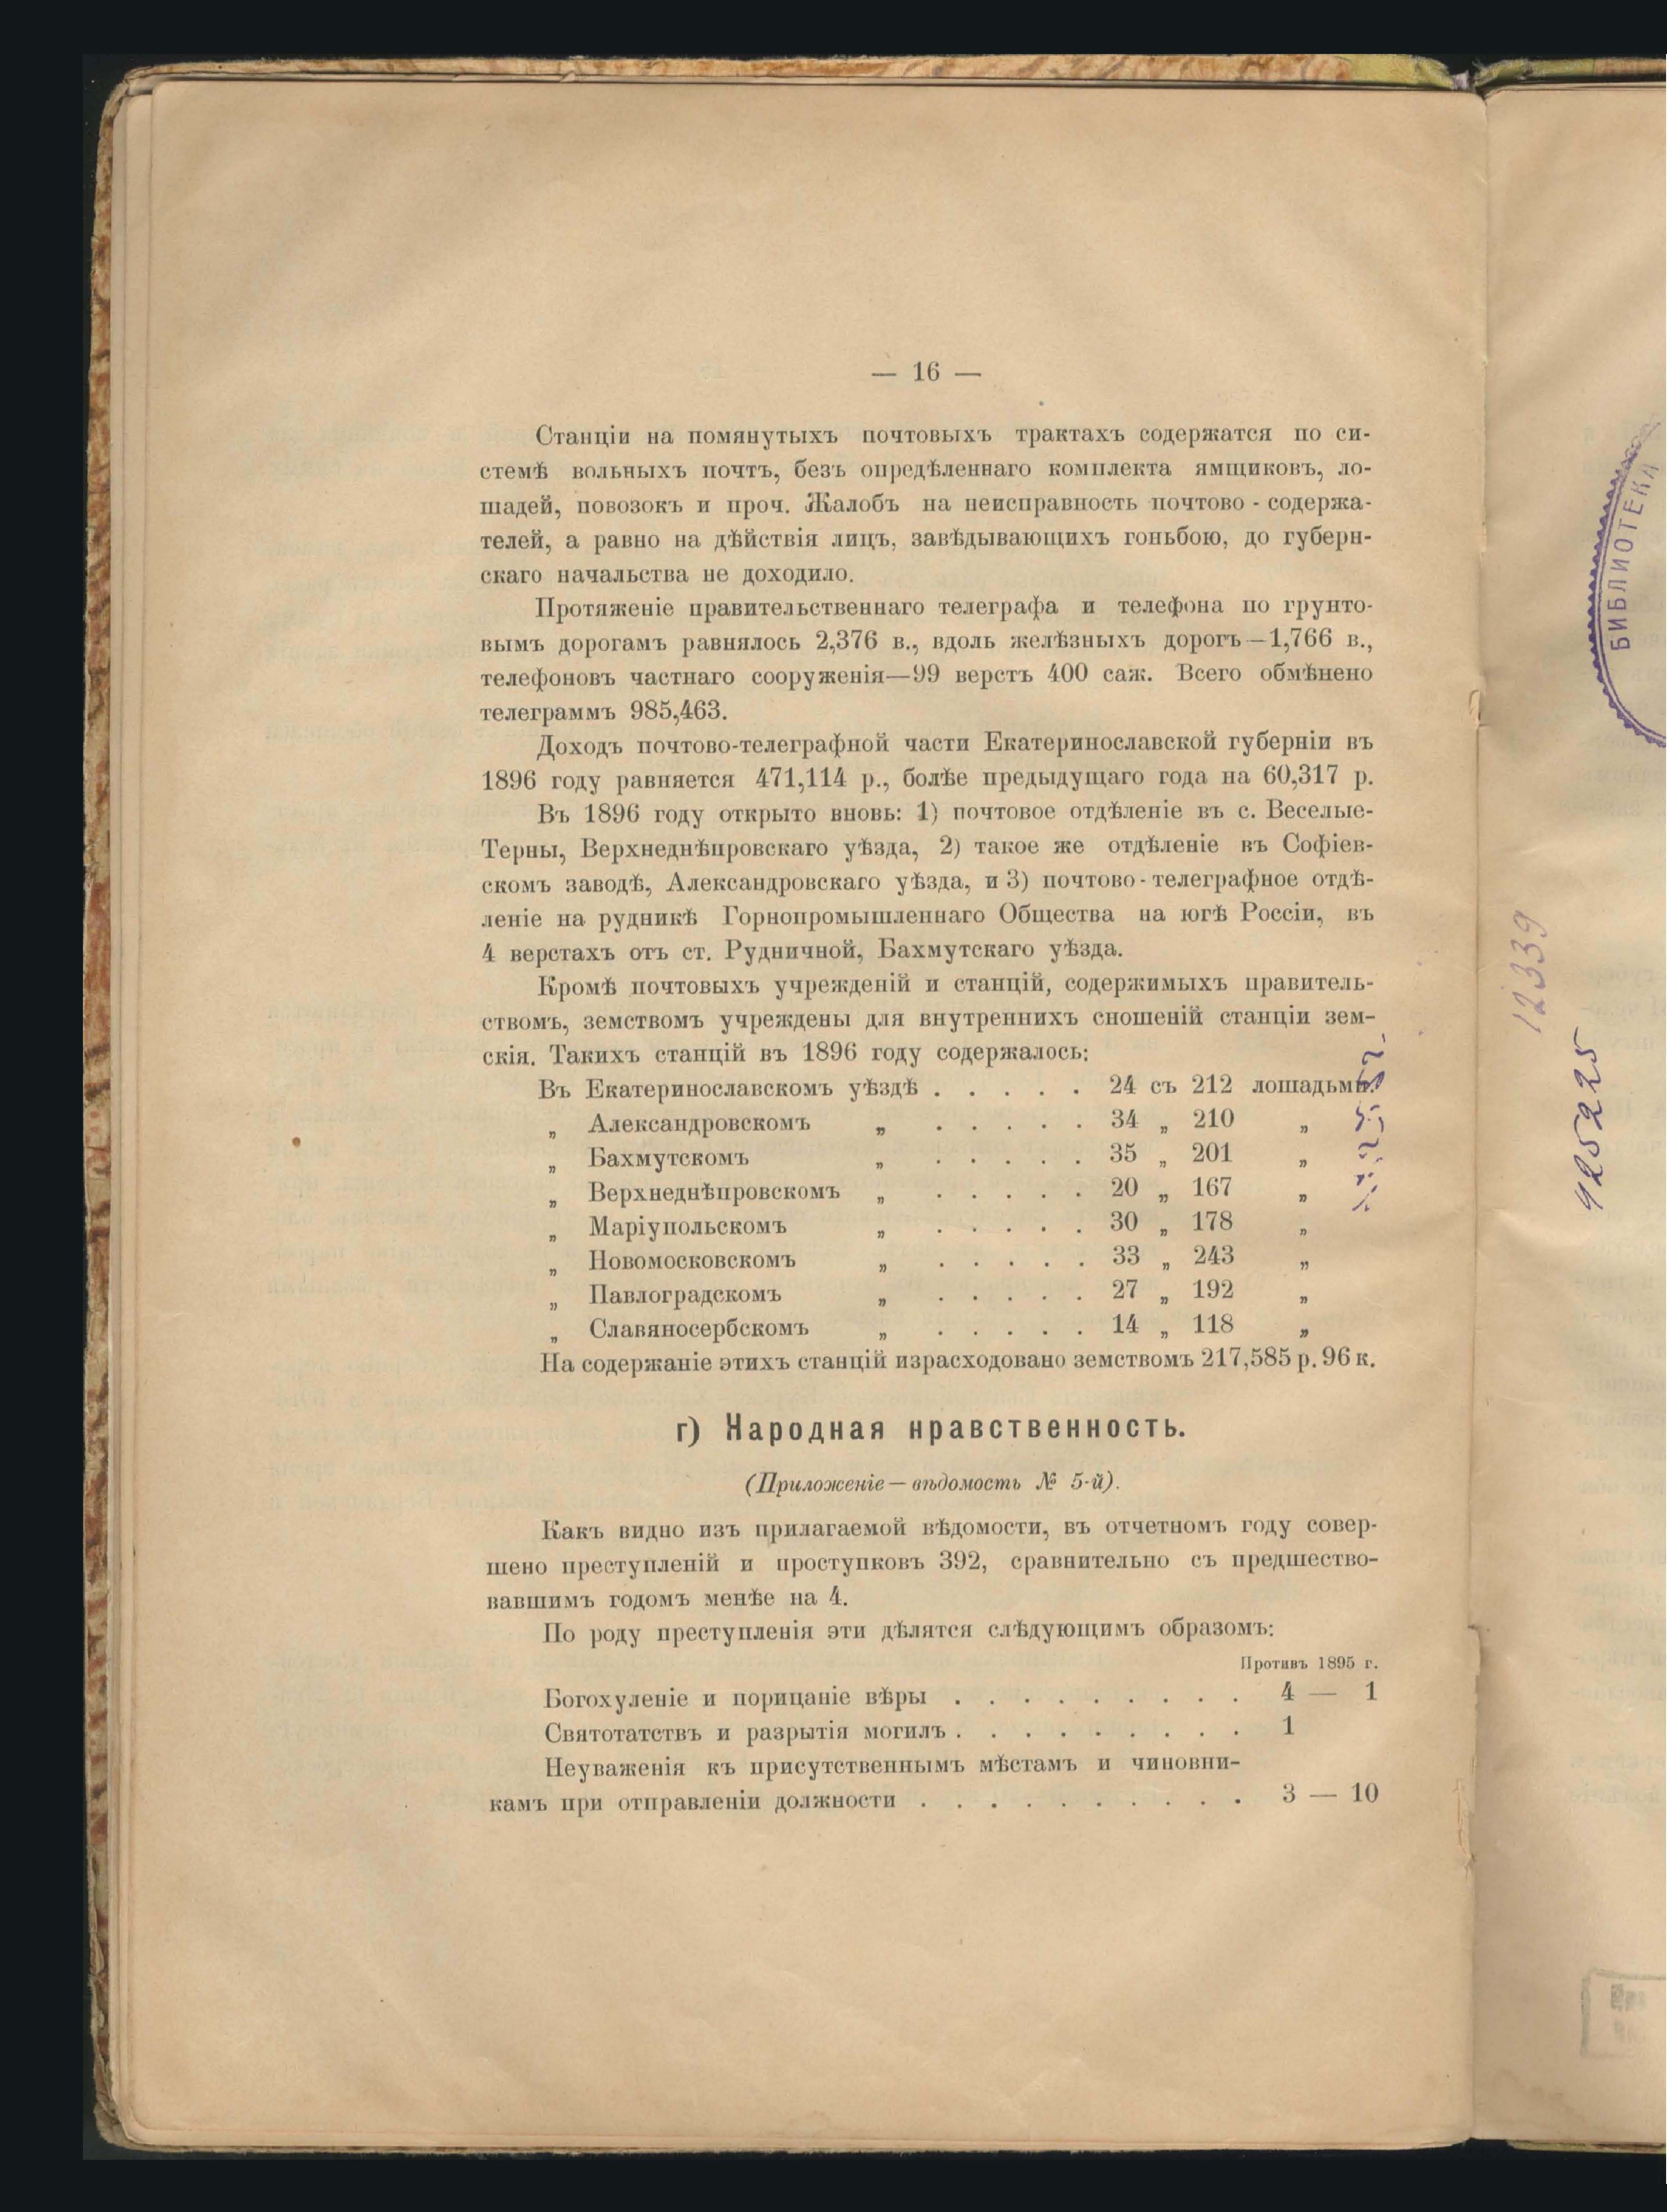 — 16 —
Станціи на помянутыхъ почтовыхъ трактахъ содержатся по си-
стемѣ вольныхъ почтъ, безъ опредѣленнаго комплекта ямщиковъ, ло-
шадей, повозокъ и проч. Жалобъ на неисправность почтово - содержа-
телей, а равно на дѣйствія лицъ, завѣдывающихъ гоньбою, до губерн-
скаго начальства не доходило.
Протяженіе правительственнаго телеграфа и телефона по грунто-
вымъ дорогамъ равнялось 2,376 в., вдоль желѣзныхъ дорогъ—1,766 в.,
телефоновъ частнаго сооруженія—99 верстъ 400 саж. Всего обмѣнено
телеграммъ 985,463.
Доходъ почтово-телеграфной части Екатеринославской губерніи въ
1896 году равняется 471,114 р., болѣе предыдущаго года на 60,317 р.
Въ 1896 году открыто вновь: 1) почтовое отдѣленіе въ с. Веселые-
Терны, Верхнеднѣпровскаго уѣзда, 2) такое же отдѣленіе въ Софіев-
скомъ заводѣ, Александровскаго уѣзда, и 3) почтово - телеграфное отдѣ-
леніе на рудникѣ Горнопромышленнаго Общества на югѣ Россіи, въ
4 верстахъ отъ ст. Рудничной, Бахмутскаго уѣзда.
Кромѣ почтовыхъ учрежденій и станцій, содержимыхъ правитель-
ствомъ, земствомъ учреждены для внутреннихъ сношеній станціи зем-
скія. Такихъ станцій въ 1896 году содержалось:
Въ Екатеринославскомъ уѣздѣ . . . . . 24 съ 212 лошадьми.
„ Александровскомъ „ . . . . . 34 „ 210 „
„ Бахмутскомъ „ . . . . . 35 „ 201 „
„ Верхнеднѣпровскомъ „ . . . . . 20 „ 167 „
„ Маріупольскомъ „ . . . . . 30 „ 178 „
„ Новомосковскомъ „ . . . . . 33 „ 243 „
„ Павлоградскомъ „ . . . . . 27 „ 192 „
„ Славяносербскомъ „ . . . . . 14 „ 118 „
На содержаніе этихъ станцій израсходовано земствомъ 217,585 р. 96 к.
г) Народная нравственность.
(Приложеніе — вѣдомость № 5-й).
Какъ видно изъ прилагаемой вѣдомости, въ отчетномъ году совер-
шено преступленій и проступковъ 392, сравнительно съ предшество-
вавшимъ годомъ менѣе на 4.
По роду преступленія эти дѣлятся слѣдующимъ образомъ:
Противъ 1895 г.
Богохуленіе и порицаніе вѣры . . . . . . . . . 4 — 1
Святотатствъ и разрытія могилъ . . . . . . . . . 1
Неуваженія къ присутственнымъ мѣстамъ и чиновни-
камъ при отправленіи должности . . . . . . . . . . 3 — 10
БИБЛИОТЕКА
12339
425225